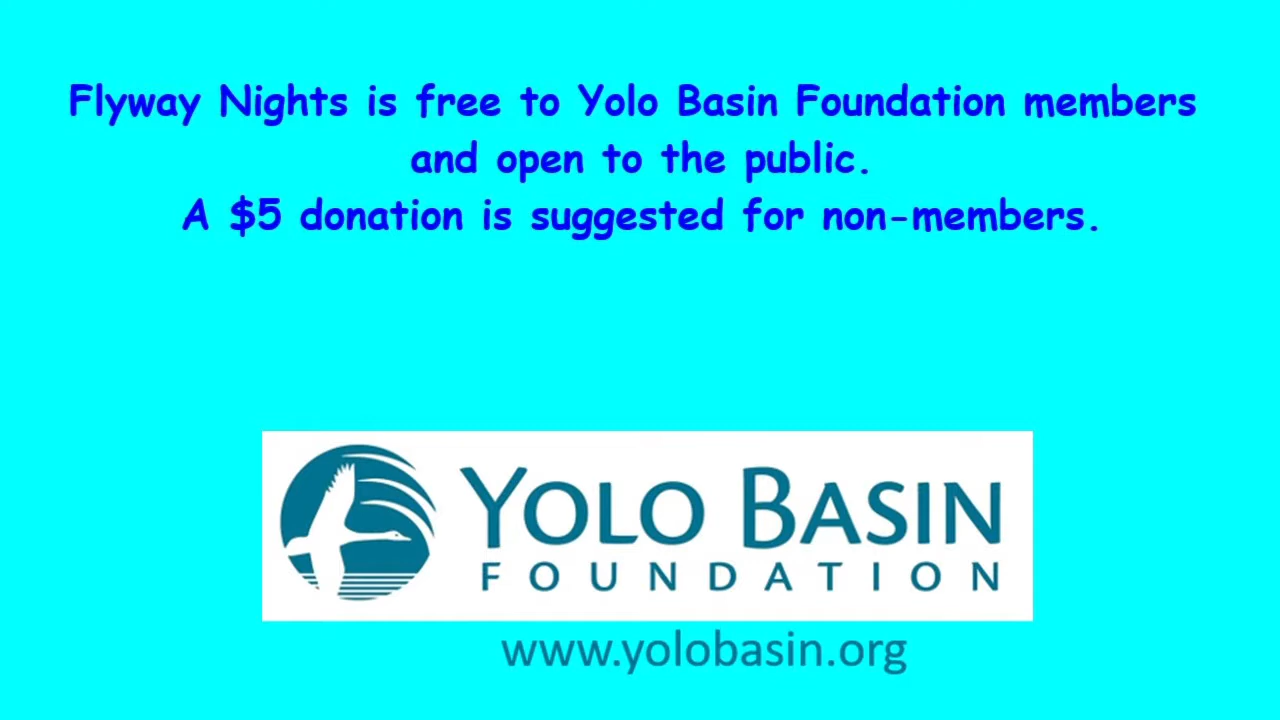 Flyway Nights is free to Yolo Basin Foundation members
and open to the public.
A $5 donation is suggested for non-members.
YOLO BASIN
FOUNDATION
www.yolobasin.org